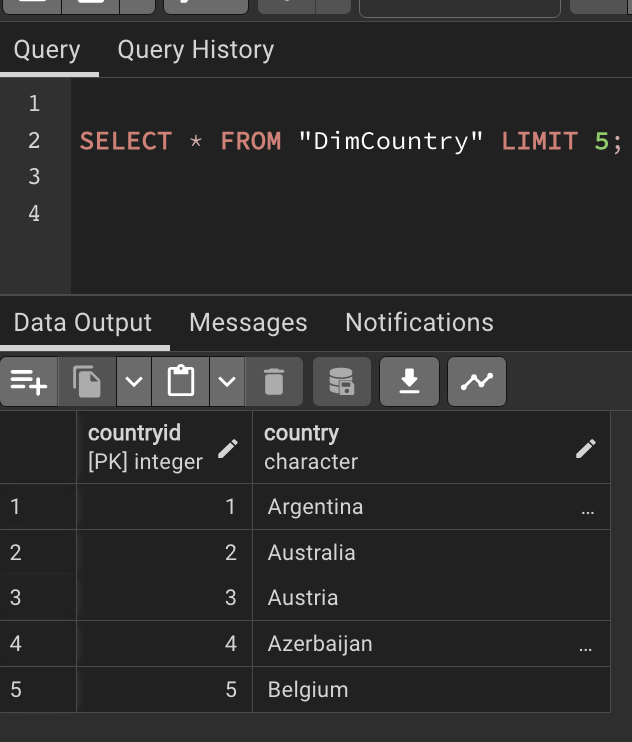 Query Query History
1
2 SELECT * FROM "DimCountry" LIMIT 5;
3
4
Data Output Messages Notifications
countryid country
[PK] integer character
1 1 Argentina ...
2 2 Australia
3 3 Austria
4 4 Azerbaijan ...
5 5 Belgium